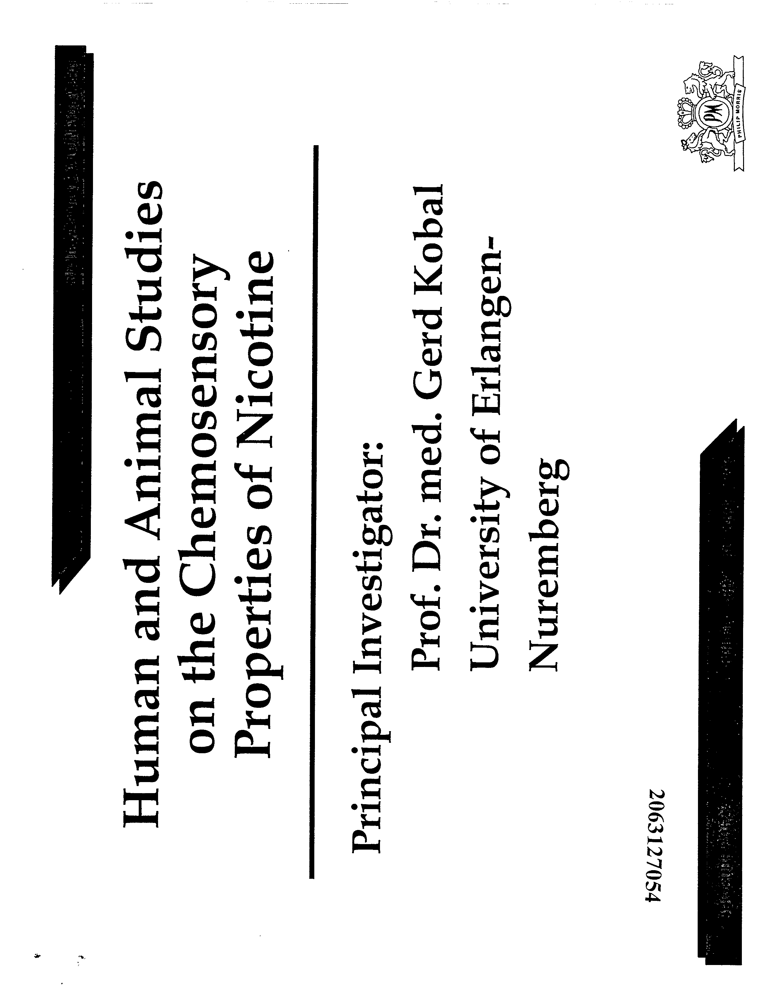 Human and Animal Studies
on the Chemosensory
Properties of Nicotine
Principal Investigator:
Prof. Dr. med. Gerd Kobal
University of Erlangen-
Nuremberg
PM
PHILIP MORRIS
2063127054